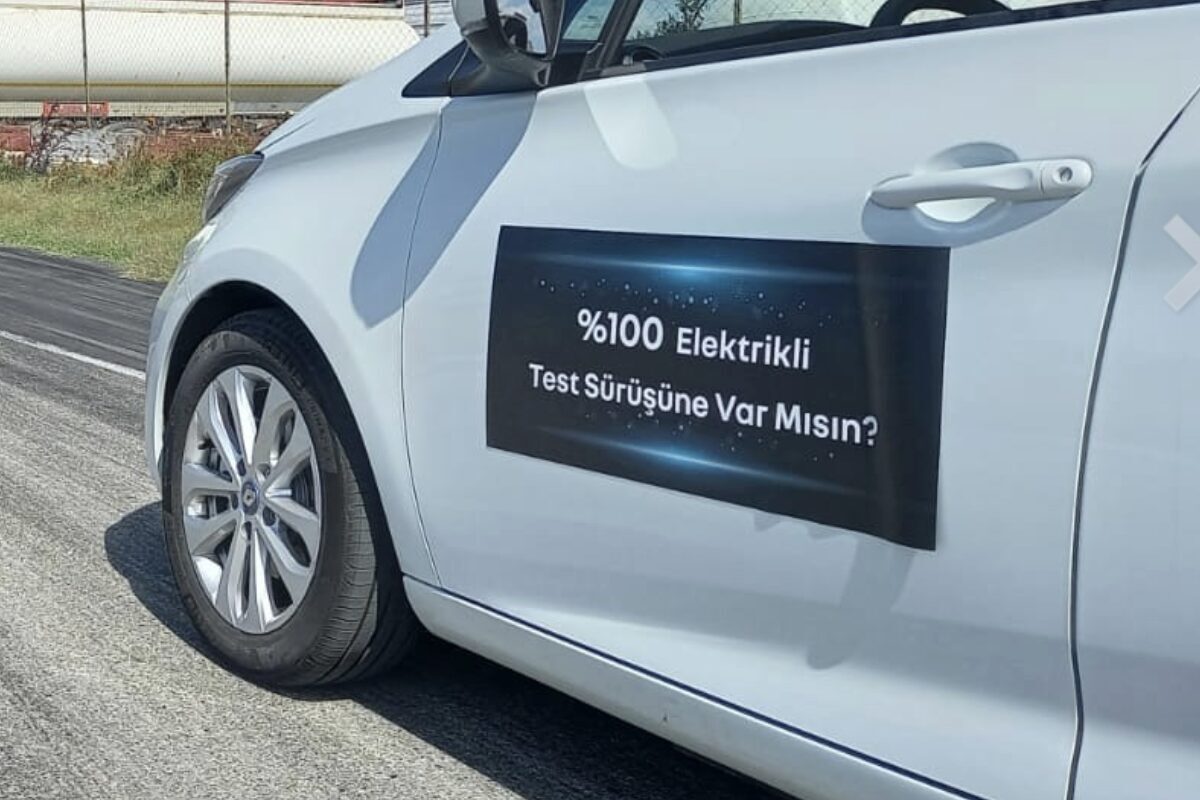 %100 Elektrikli
Test Sürüşüne Var Mısın?